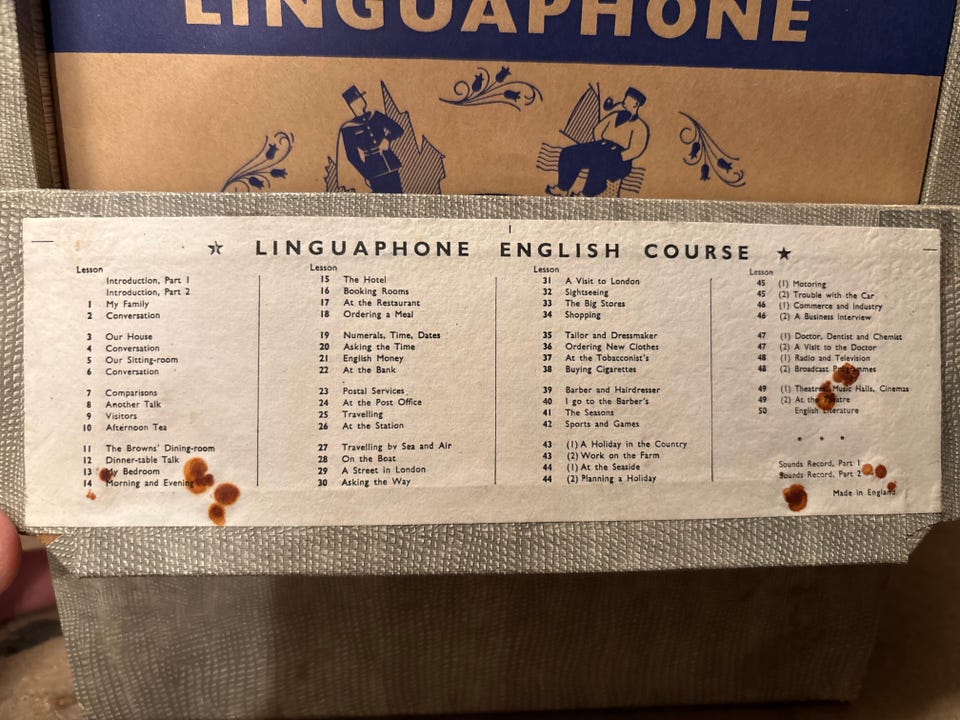 LINGUAPHONE
☆ LINGUAPHONE ENGLISH COURSE ★
Lesson
Introduction, Part 1
Introduction, Part 2
1 My Family
2 Conversation
3 Our House
4 Conversation
5 Our Sitting-room
6 Conversation
7 Comparisons
8 Another Talk
9 Visitors
10 Afternoon Tea
11 The Browns' Dining-room
12 Dinner-table Talk
13 My Bedroom
14 Morning and Evening
Lesson
15 The Hotel
16 Booking Rooms
17 At the Restaurant
18 Ordering a Meal
19 Numerals, Time, Dates
20 Asking the Time
21 English Money
22 At the Bank
23 Postal Services
24 At the Post Office
25 Travelling
26 At the Station
27 Travelling by Sea and Air
28 On the Boat
29 A Street in London
30 Asking the Way
Lesson
31 A Visit to London
32 Sightseeing
33 The Big Stores
34 Shopping
35 Tailor and Dressmaker
36 Ordering New Clothes
37 At the Tobacconist's
38 Buying Cigarettes
39 Barber and Hairdresser
40 I go to the Barber's
41 The Seasons
42 Sports and Games
43 (1) A Holiday in the Country
43 (2) Work on the Farm
44 (1) At the Seaside
44 (2) Planning a Holiday
Lesson
45 (1) Motoring
45 (2) Trouble with the Car
46 (1) Commerce and Industry
46 (2) A Business Interview
47 (1) Doctor, Dentist and Chemist
47 (2) A Visit to the Doctor
48 (1) Radio and Television
48 (2) Broadcast Programmes
49 (1) Theatres, Music Halls, Cinemas
49 (2) At the Theatre
50 English Literature
* * *
Sounds Record, Part 1
Sounds Record, Part 2
Made in England